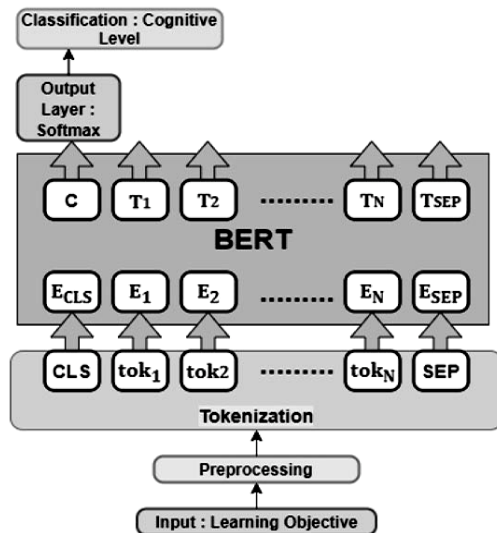 Classification : Cognitive
Level
Output
Layer :
Softmax
C T1 T2 ......... TN TSEP
BERT
ECLS E1 E2 ......... EN ESEP
CLS tok1 tok2 ......... tokN SEP
Tokenization
Preprocessing
Input : Learning Objective